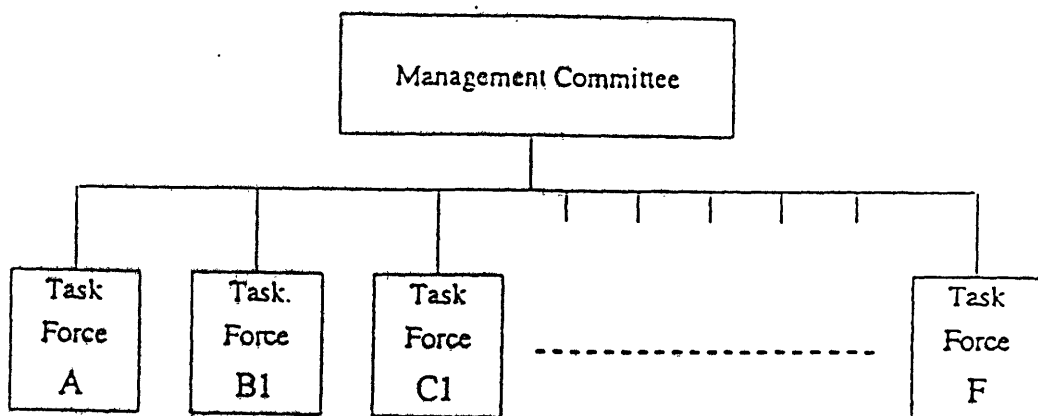 Management Committee
Task
Force
A
Task.
Force
B1
Task
Force
C1
Task
Force
F